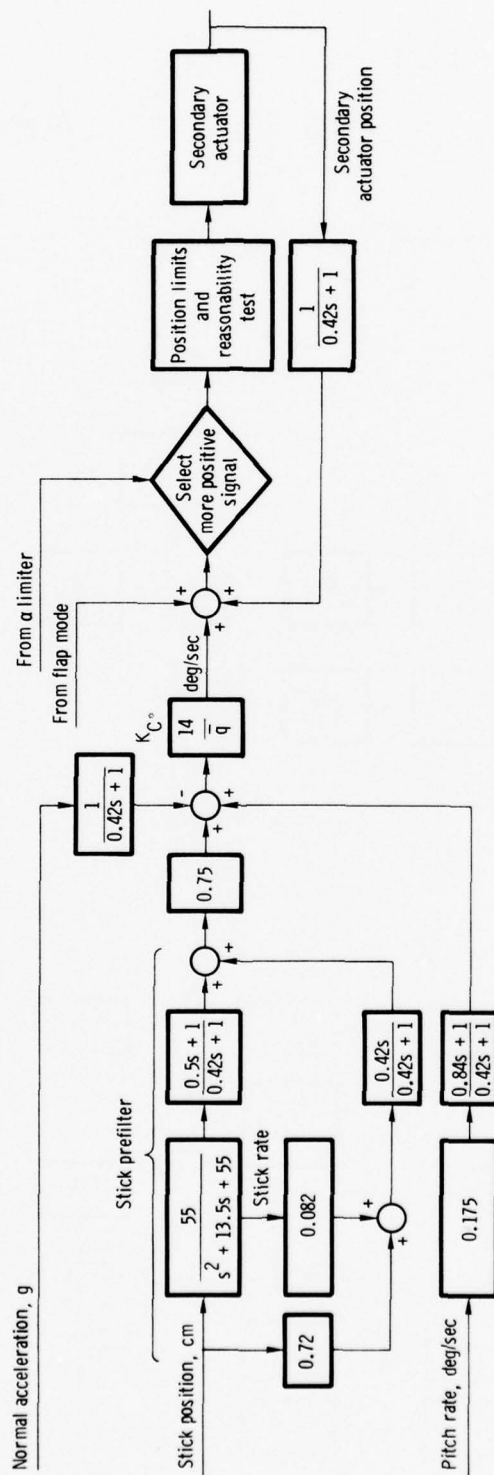 Normal acceleration, g
From α limiter
From flap mode
1
0.42s + 1
Stick prefilter
K_C*
Stick position, cm
55
s² + 13.5s + 55
0.5s + 1
0.42s + 1
+
+
0.75
-
+
+
14
q̄
deg/sec
+
+
+
Select
more positive
signal
Position limits
and
reasonability
test
Secondary
actuator
Stick rate
0.72
0.082
+
+
0.42s
0.42s + 1
1
0.42s + 1
Secondary
actuator position
Pitch rate, deg/sec
0.175
0.84s + 1
0.42s + 1